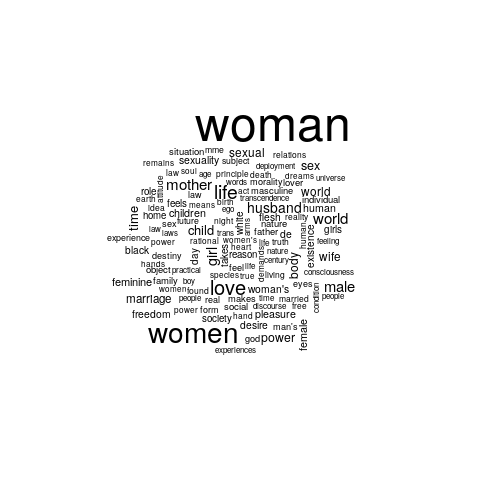 woman
situation mme sexual relations
remains sexuality subject sex
deployment
law soul age principle death dreams universe
attitude mother words morality lover
role life act masculine world
transcendence individual
earth law birth
feels means husband human
idea children ego white flesh reality world
home future night arms nature
law sex child trans father de human existence girls
experience laws rational women's life truth feeling
power day girl takes heart nature
black destiny reason century body wife
hands feel life demands consciousness
object practical species true living
feminine family boy love woman's eyes male
women found condition
marriage people real makes time married people
time social discourse free
freedom power form society hand pleasure
women desire man's female
god power
experiences